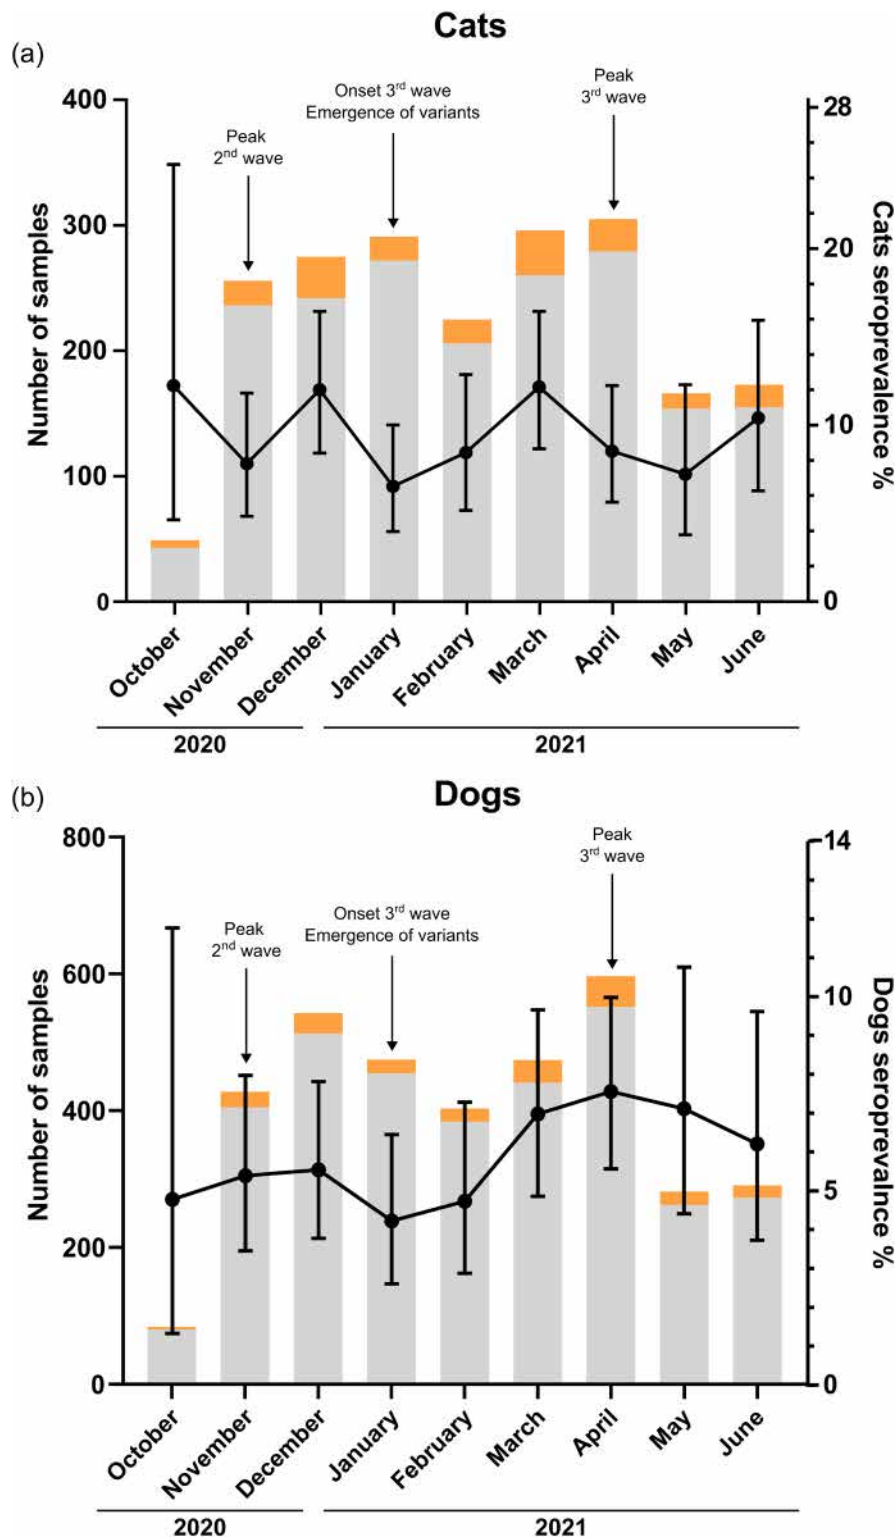 Cats
(a)
Peak
3rd wave
Onset 3rd wave
Emergence of variants
Peak
2nd wave
400
300
200
100
0
Number of samples
28
20
10
0
Cats seroprevalence %
October
November
December
January
February
March
April
May
June
2020
2021
(b)
Dogs
Peak
3rd wave
Onset 3rd wave
Emergence of variants
Peak
2nd wave
800
600
400
200
0
Number of samples
14
10
5
0
Dogs seroprevalnce %
October
November
December
January
February
March
April
May
June
2020
2021